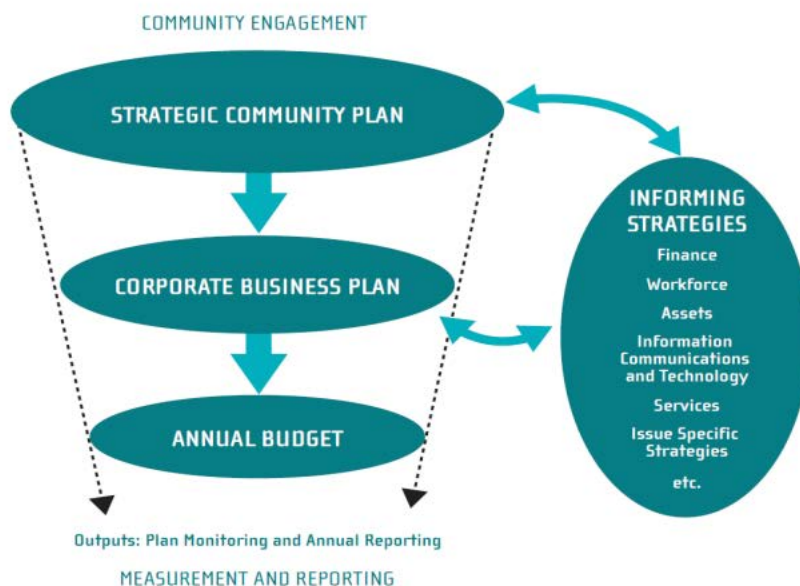 COMMUNITY ENGAGEMENT
STRATEGIC COMMUNITY PLAN
CORPORATE BUSINESS PLAN
ANNUAL BUDGET
Outputs: Plan Monitoring and Annual Reporting
MEASUREMENT AND REPORTING
INFORMING
STRATEGIES
Finance
Workforce
Assets
Information
Communications
and Technology
Services
Issue Specific
Strategies
etc.